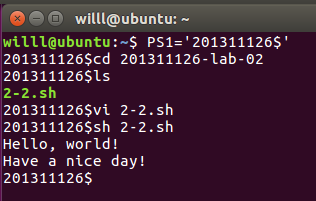 willl@ubuntu: ~
willl@ubuntu:~$ PS1='201311126$'
201311126$cd 201311126-lab-02
201311126$ls
2-2.sh
201311126$vi 2-2.sh
201311126$sh 2-2.sh
Hello, world!
Have a nice day!
201311126$